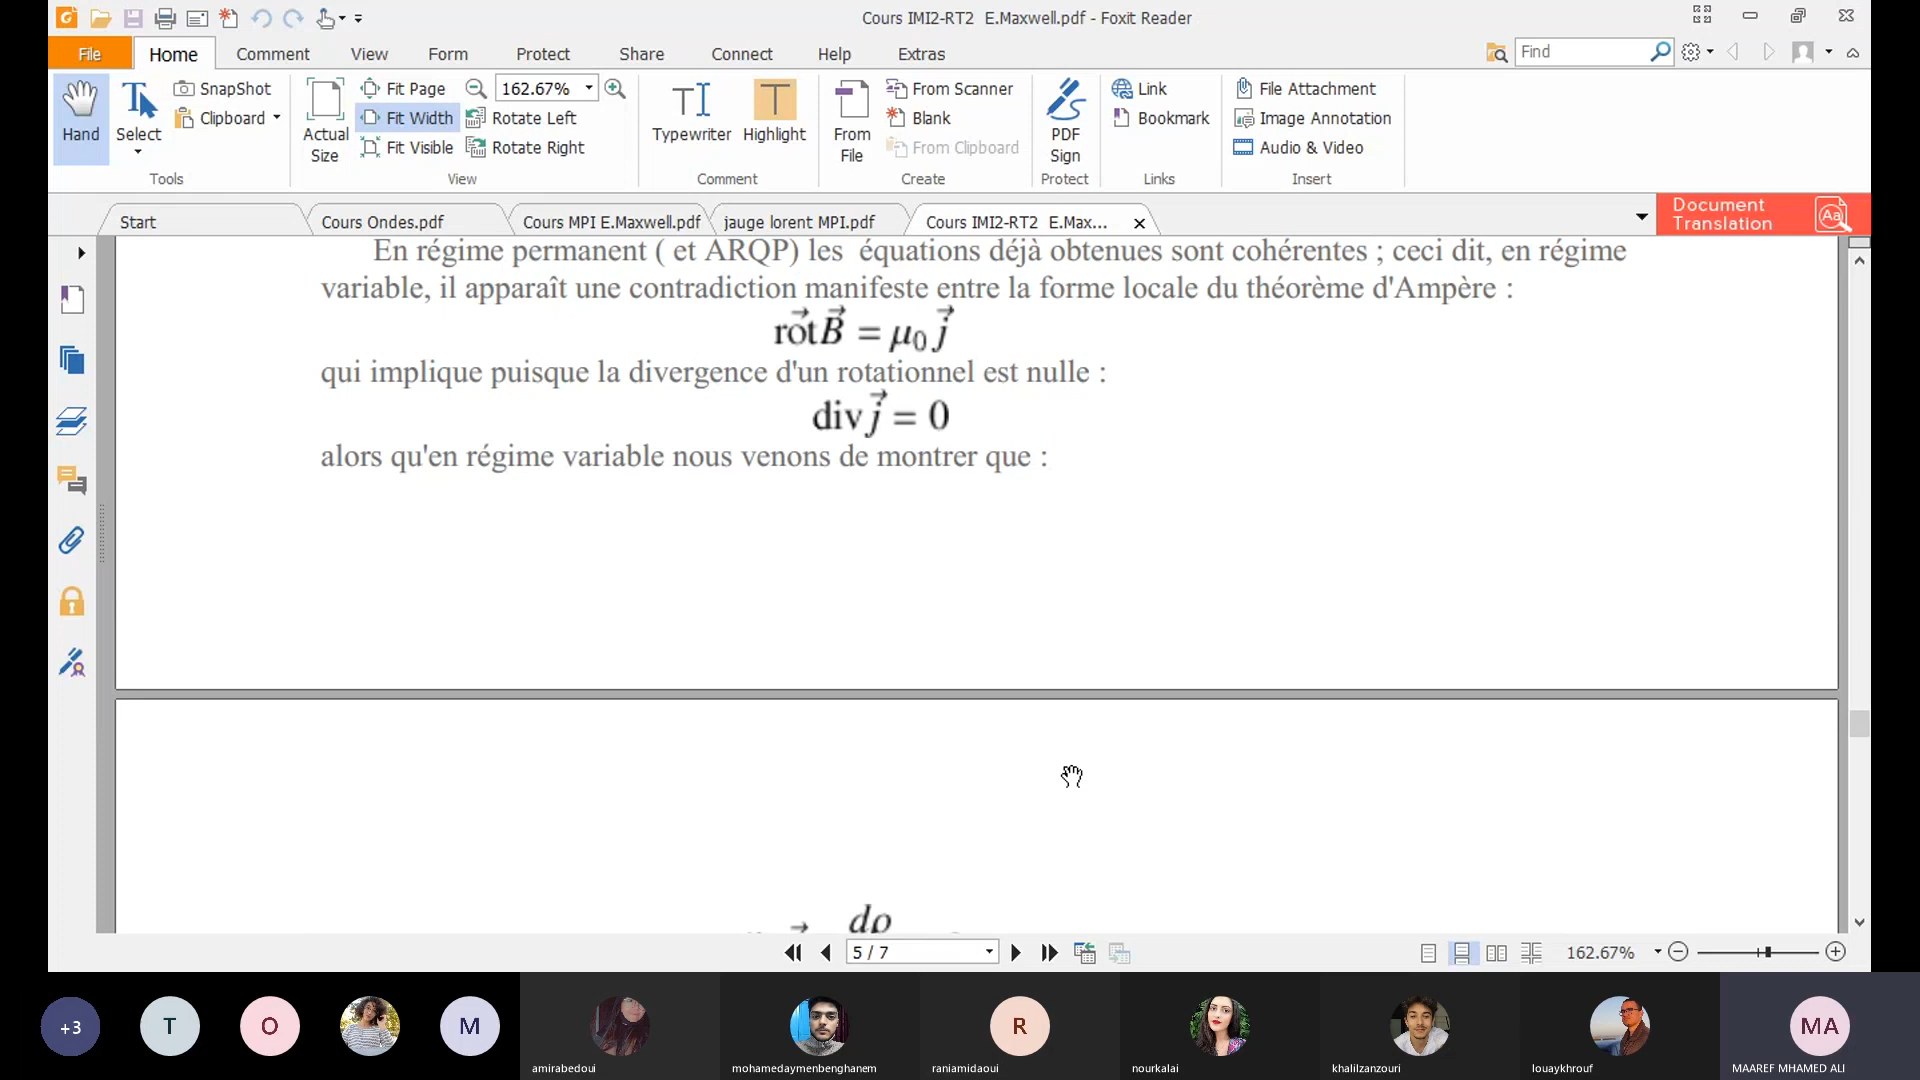 Cours IMI2-RT2 E.Maxwell.pdf - Foxit Reader
File Home Comment View Form Protect Share Connect Help Extras Find
Hand
Select
SnapShot
Clipboard
Tools
Actual Size
Fit Page
Fit Width
Fit Visible
162.67%
Rotate Left
Rotate Right
View
Typewriter
Highlight
Comment
From File
From Scanner
Blank
From Clipboard
Create
PDF Sign
Protect
Link
Bookmark
Links
File Attachment
Image Annotation
Audio & Video
Insert
Start
Cours Ondes.pdf
Cours MPI E.Maxwell.pdf
jauge lorent MPI.pdf
Cours IMI2-RT2 E.Max...
Document
Translation
Aa
En régime permanent ( et ARQP) les équations déjà obtenues sont cohérentes ; ceci dit, en régime
variable, il apparaît une contradiction manifeste entre la forme locale du théorème d'Ampère :
rot⃗ B⃗ = μ₀ j⃗
qui implique puisque la divergence d'un rotationnel est nulle :
div j⃗ = 0
alors qu'en régime variable nous venons de montrer que :
dρ
5 / 7
162.67%
+3
T
O
M
R
MA
amirabedoui
mohamedaymenbenghanem
raniamidaoui
nourkalai
khalilzanzouri
louaykhrouf
MAAREF MHAMED ALI